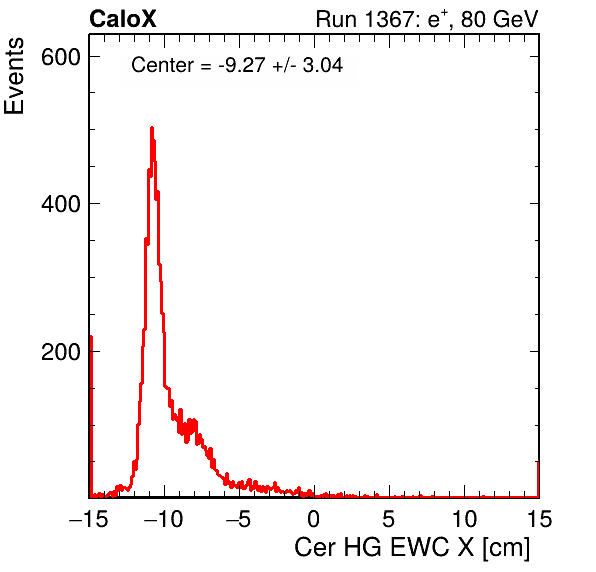 CaloX Run 1367: e⁺, 80 GeV
Events
Center = -9.27 +/- 3.04
600
400
200
−15 −10 −5 0 5 10 15
Cer HG EWC X [cm]